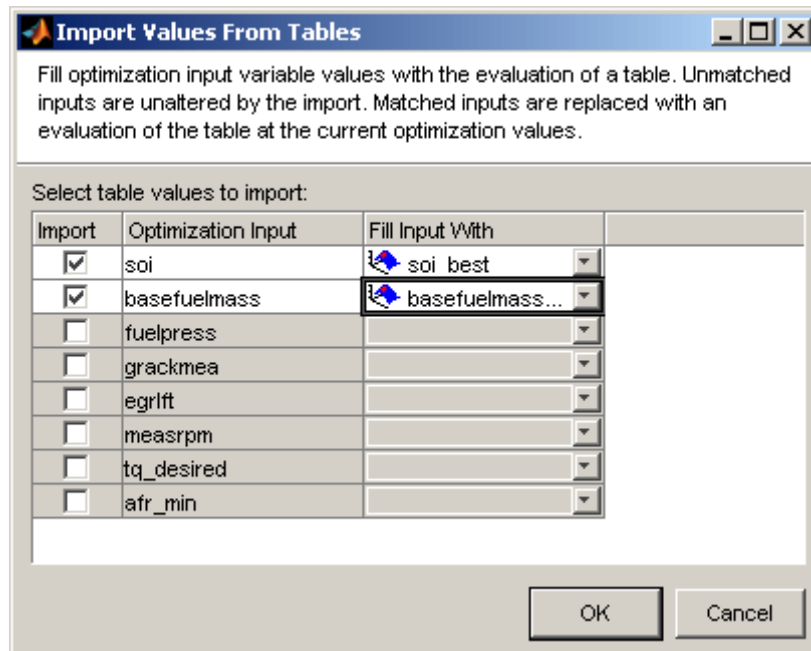 Import Values From Tables
Fill optimization input variable values with the evaluation of a table. Unmatched
inputs are unaltered by the import. Matched inputs are replaced with an
evaluation of the table at the current optimization values.
Select table values to import:
Import Optimization Input Fill Input With
soi soi_best
basefuelmass basefuelmass...
fuelpress
grackmea
egrlft
measrpm
tq_desired
afr_min
OK Cancel